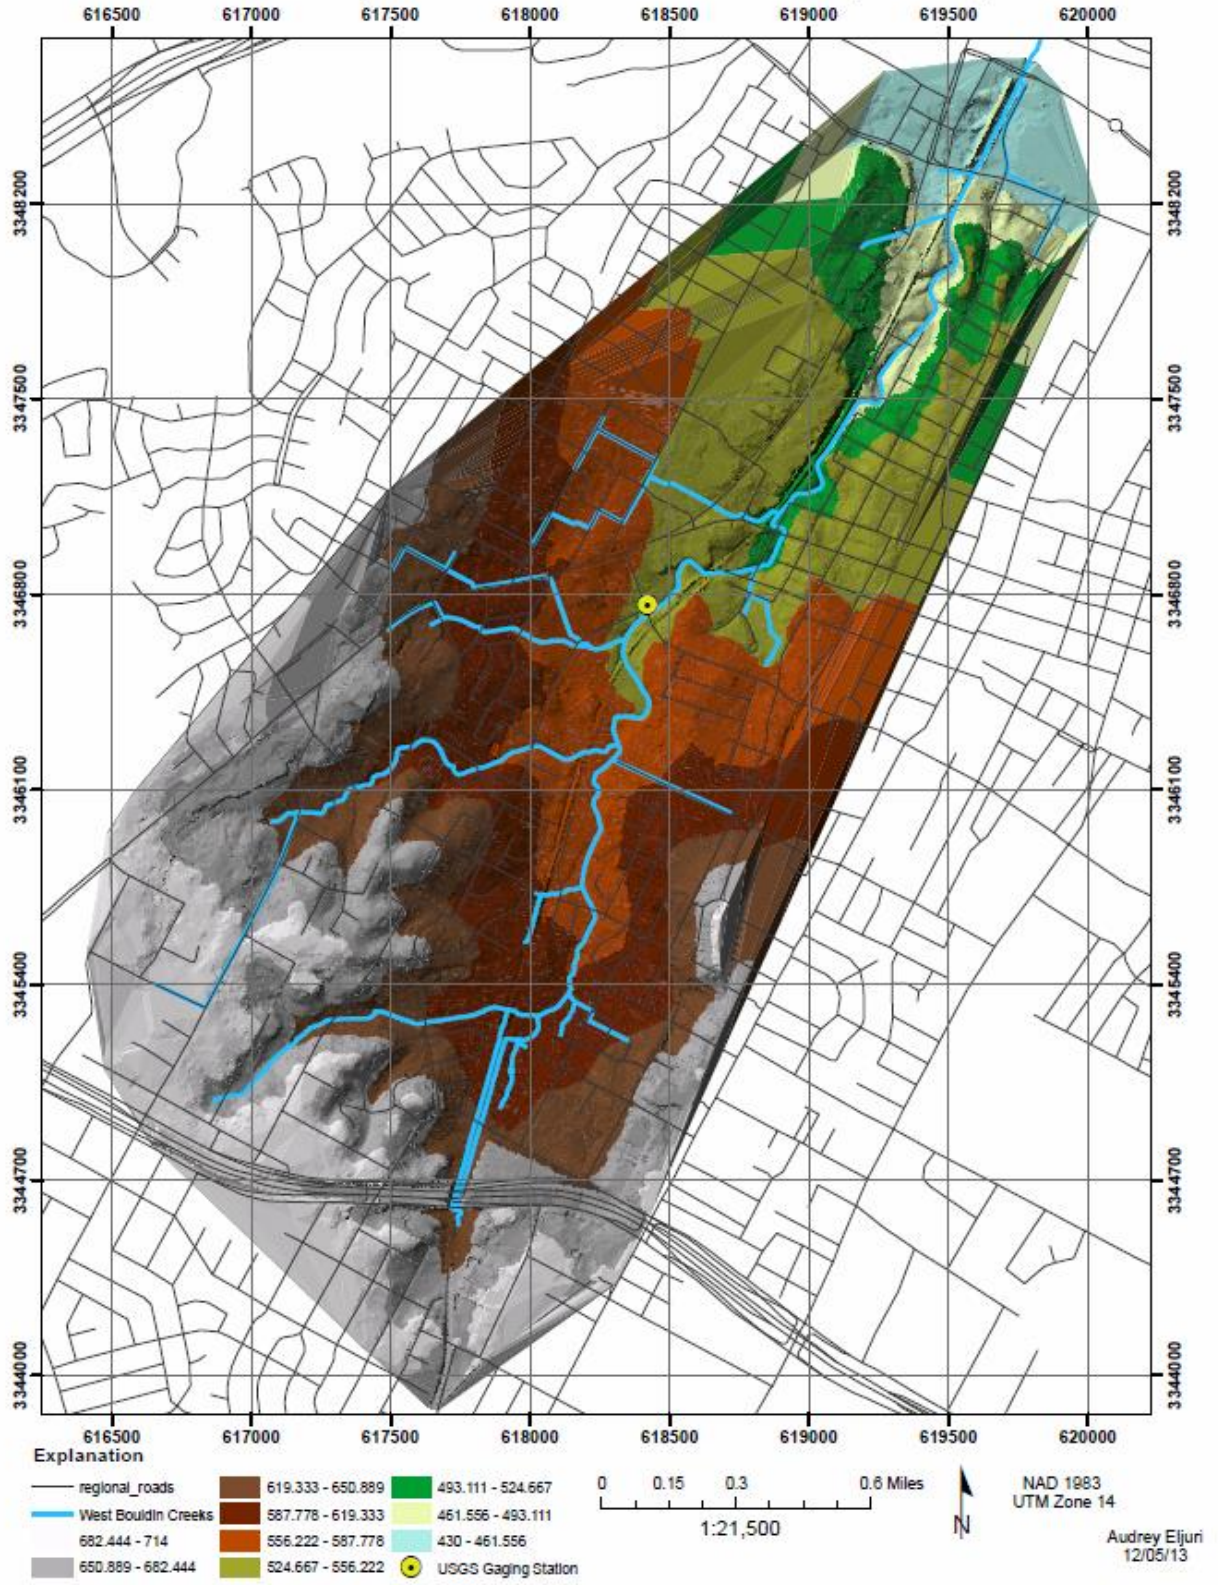 616500 617000 617500 618000 618500 619000 619500 620000
3348200 3348200
3347500 3347500
3346800 3346800
3346100 3346100
3345400 3345400
3344700 3344700
3344000 3344000
616500 617000 617500 618000 618500 619000 619500 620000
Explanation
regional_roads
West Bouldin Creeks
682.444 - 714
650.889 - 682.444
619.333 - 650.889
587.778 - 619.333
556.222 - 587.778
524.667 - 556.222
493.111 - 524.667
461.556 - 493.111
430 - 461.556
USGS Gaging Station
0 0.15 0.3 0.6 Miles
1:21,500
N
NAD 1983
UTM Zone 14
Audrey Eljuri
12/05/13